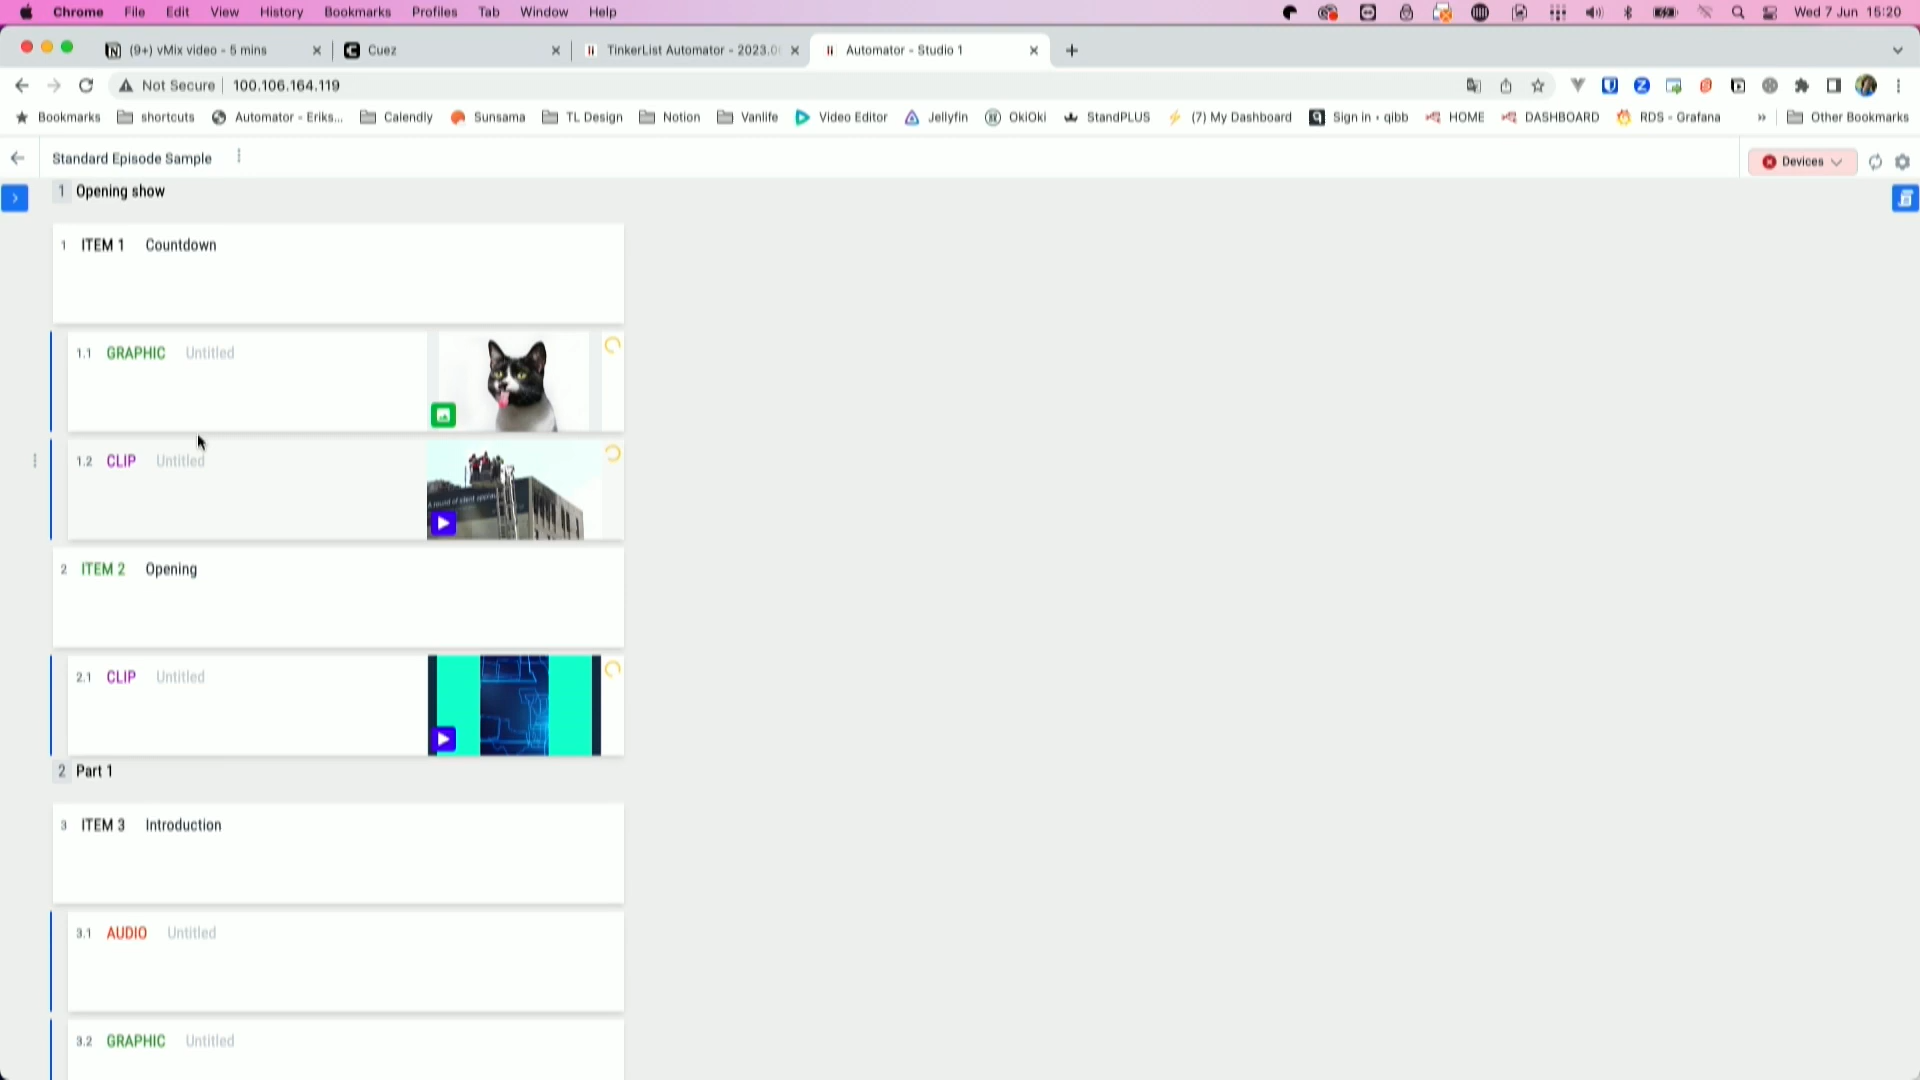 Chrome File Edit View History Bookmarks Profiles Tab Window Help Wed 7 Jun 15:20
(9+) vMix video - 5 mins Cuez TinkerList Automator - 2023.0 Automator - Studio 1
Not Secure 100.106.164.119
Bookmarks shortcuts Automator - Eriks... Calendly Sunsama TL Design Notion Vanlife Video Editor Jellyfin OkiOki StandPLUS (7) My Dashboard Sign in • qibb HOME DASHBOARD RDS - Grafana » Other Bookmarks
Standard Episode Sample Devices
1 Opening show
1 ITEM 1 Countdown
1.1 GRAPHIC Untitled
1.2 CLIP Untitled
2 ITEM 2 Opening
2.1 CLIP Untitled
2 Part 1
3 ITEM 3 Introduction
3.1 AUDIO Untitled
3.2 GRAPHIC Untitled